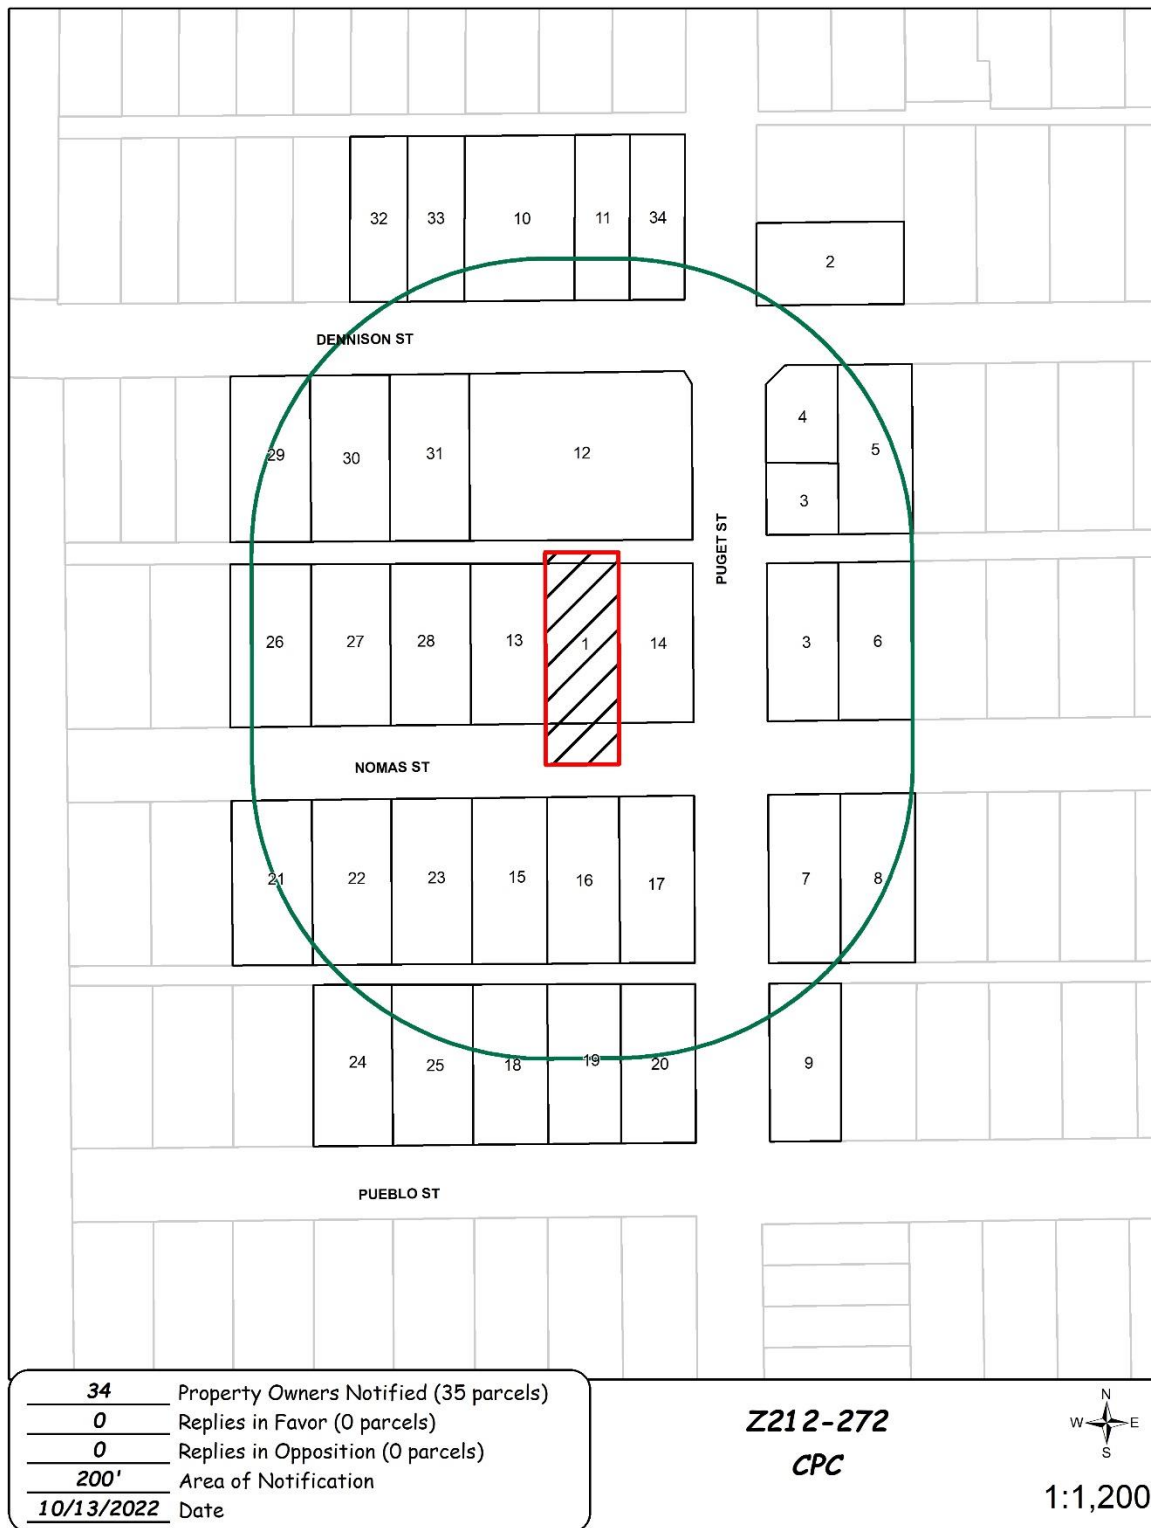 32 33 10 11 34
2
DENNISON ST
4
29 30 31 12 5
3
PUGET ST
26 27 28 13 1 14 3 6
NOMAS ST
21 22 23 15 16 17 7 8
24 25 18 19 20 9
PUEBLO ST
34 Property Owners Notified (35 parcels)
0 Replies in Favor (0 parcels)
0 Replies in Opposition (0 parcels)
200' Area of Notification
10/13/2022 Date
Z212-272
CPC
N
W E
S
1:1,200